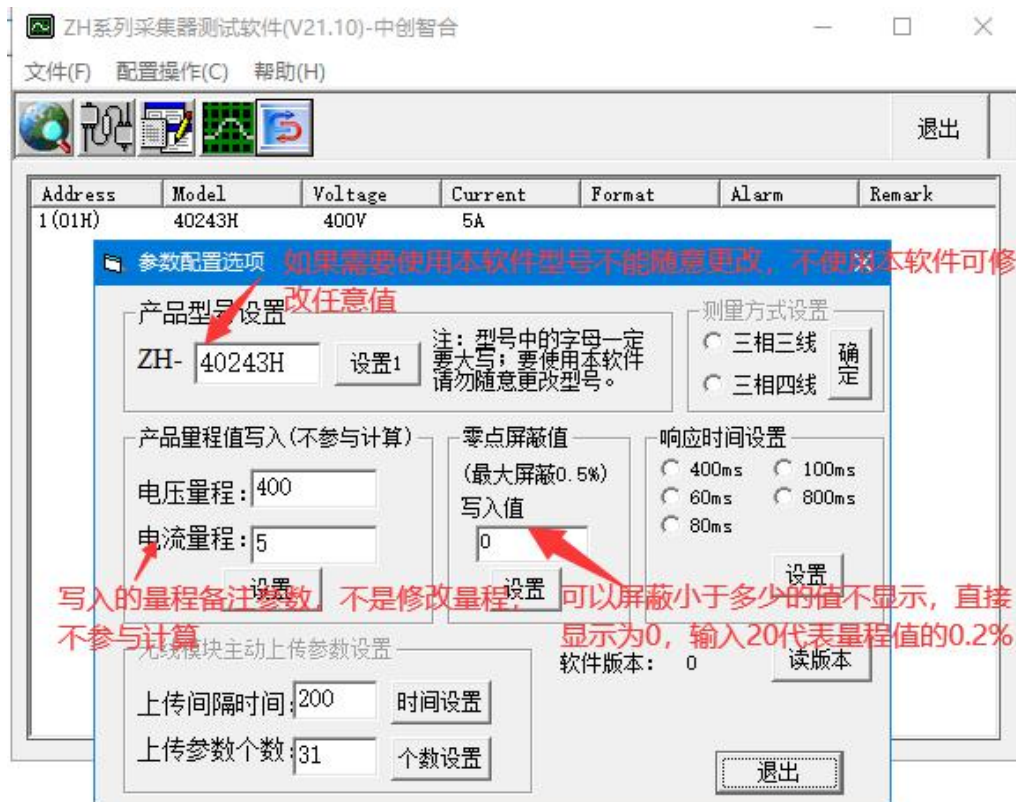 ZH系列采集器测试软件(V21.10)-中创智合
文件(F) 配置操作(C) 帮助(H)
退出
Address Model Voltage Current Format Alarm Remark
1(01H) 40243H 400V 5A
参数配置选项
如果需要使用本软件型号不能随意更改，不使用本软件可修
改任意值
产品型号设置
ZH- 40243H 设置1
注：型号中的字母一定
要大写；要使用本软件
请勿随意更改型号。
测量方式设置
三相三线
三相四线
确定
产品量程值写入(不参与计算)
电压量程: 400
电流量程: 5
设置
写入的量程备注参数，不是修改量程，
不参与计算
零点屏蔽值
(最大屏蔽0.5%)
写入值
0
设置
响应时间设置
400ms 100ms
60ms 800ms
80ms
设置
可以屏蔽小于多少的值不显示，直接
显示为0，输入20代表量程值的0.2%
无线模块主动上传参数设置
上传间隔时间: 200 时间设置
上传参数个数: 31 个数设置
软件版本: 0 读版本
退出